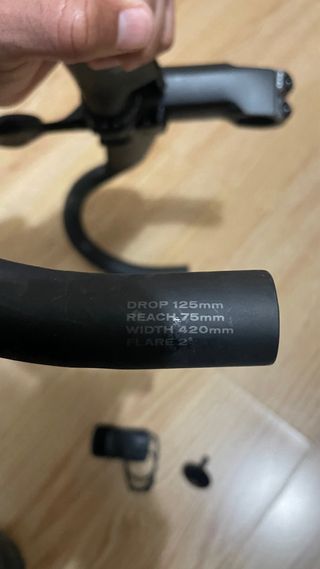 DROP 125mm
REACH 75mm
WIDTH 420mm
FLARE 2°